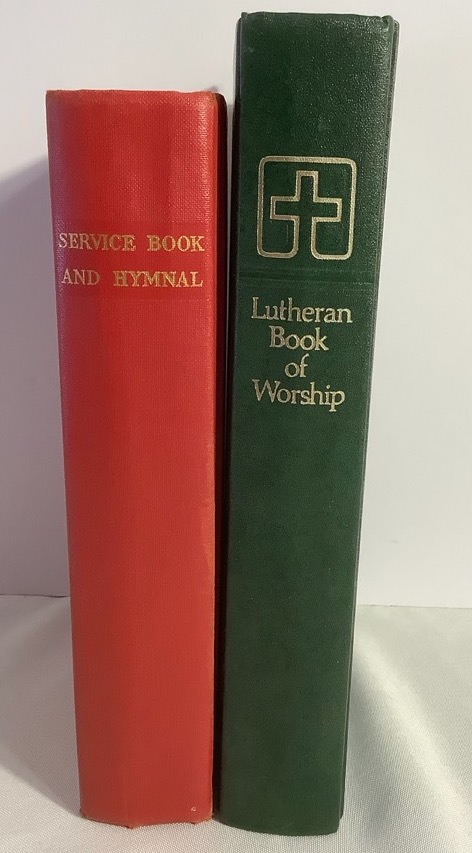 SERVICE BOOK
AND HYMNAL
Lutheran
Book
of
Worship